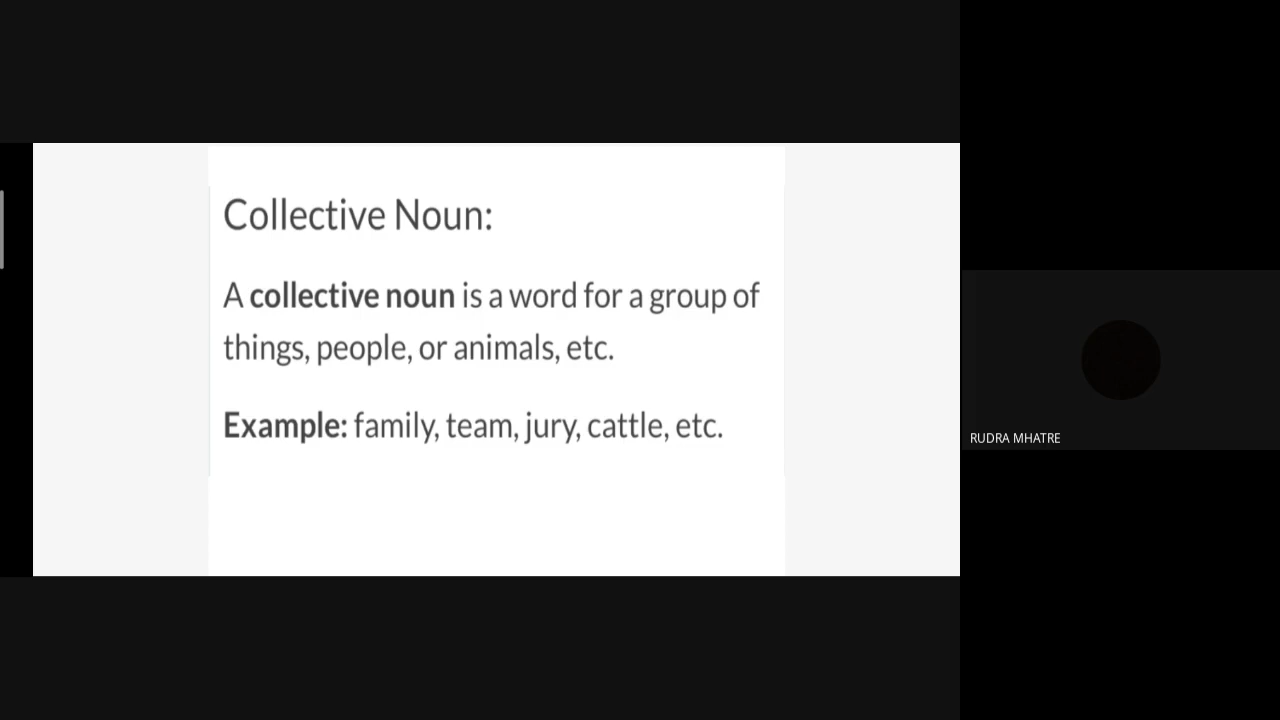 Collective Noun:
A collective noun is a word for a group of
things, people, or animals, etc.
Example: family, team, jury, cattle, etc.
RUDRA MHATRE